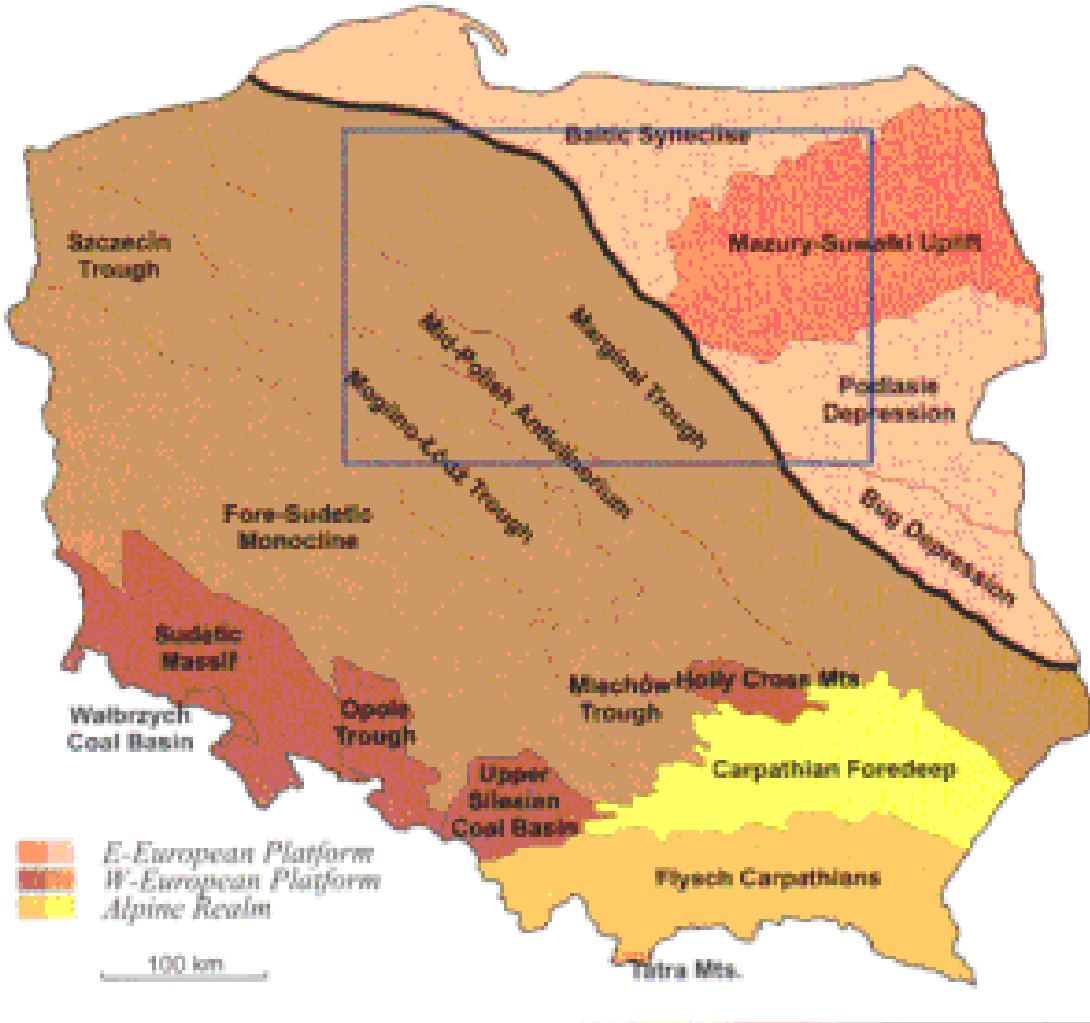 Baltic Syneclise
Szczecin
Trough
Mazury-Suwałki Uplift
Mid-Polish Anticlinorium
Marginal Trough
Mogilno-Łódź Trough
Podlasie
Depression
Bug Depression
Fore-Sudetic
Monocline
Sudetic
Massif
Wałbrzych
Coal Basin
Opole
Trough
Miechów
Trough
Holly Cross Mts.
Upper
Silesian
Coal Basin
Carpathian Foredeep
Flysch Carpathians
Tatra Mts.
E-European Platform
W-European Platform
Alpine Realm
100 km